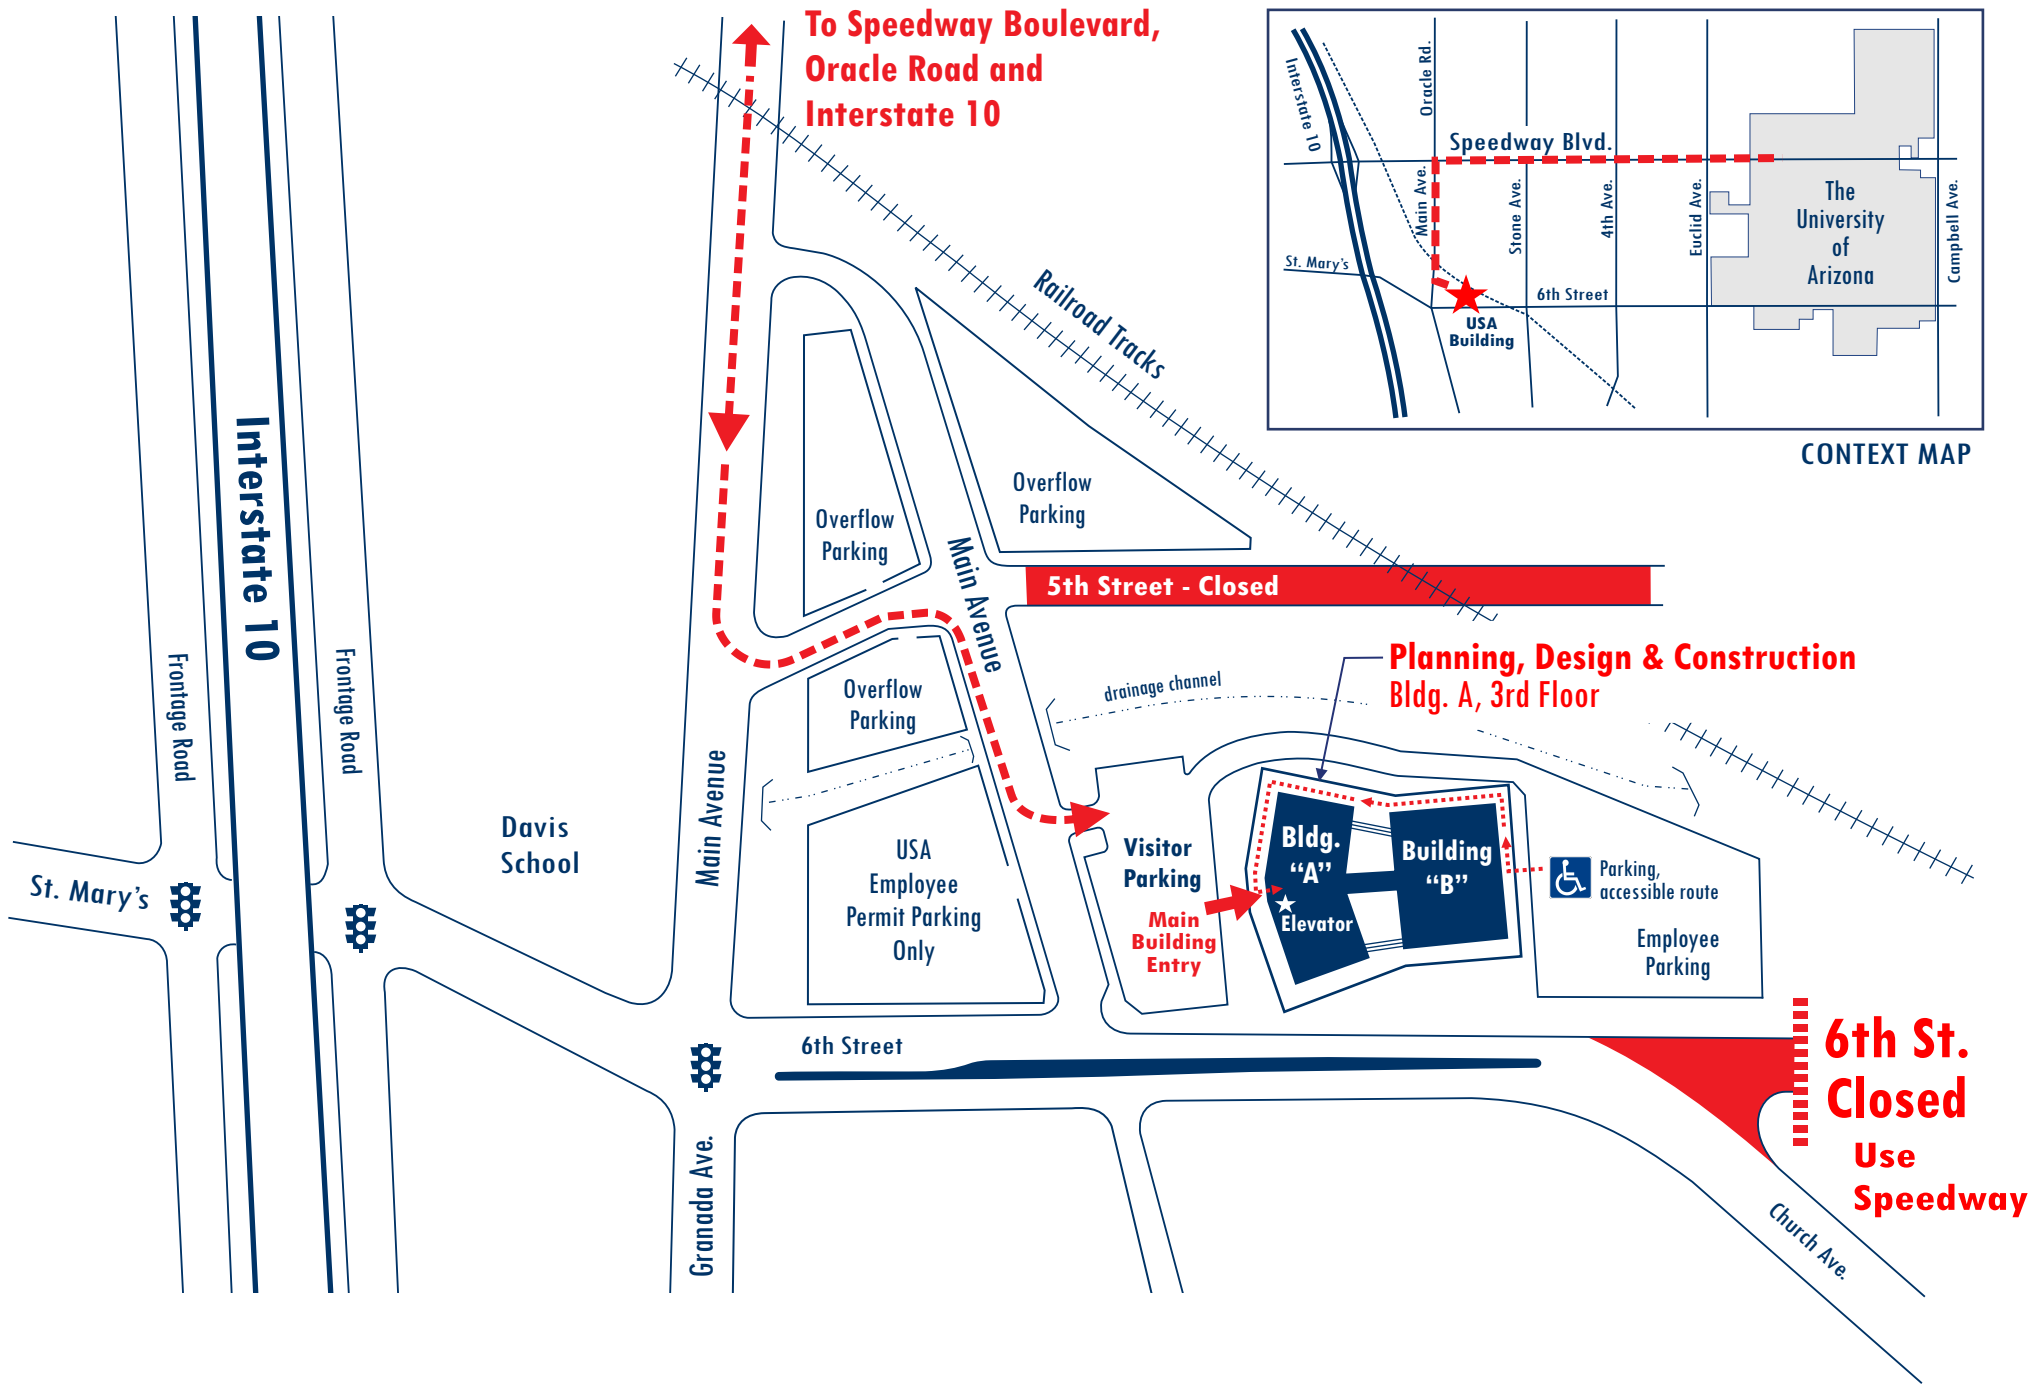 To Speedway Boulevard,
Oracle Road and
Interstate 10
Interstate 10
Oracle Rd.
Speedway Blvd.
Main Ave.
Stone Ave.
4th Ave.
Euclid Ave.
The
University
of
Arizona
Campbell Ave.
St. Mary's
6th Street
USA
Building
CONTEXT MAP
Railroad Tracks
Interstate 10
Overflow
Parking
Overflow
Parking
Main Avenue
5th Street - Closed
Frontage Road
Frontage Road
Overflow
Parking
drainage channel
Planning, Design & Construction
Bldg. A, 3rd Floor
Main Avenue
Davis
School
USA
Employee
Permit Parking
Only
Visitor
Parking
Main
Building
Entry
Bldg.
“A”
Elevator
Building
“B”
Parking,
accessible route
Employee
Parking
St. Mary's
6th Street
6th St.
Closed
Use
Speedway
Granada Ave.
Church Ave.